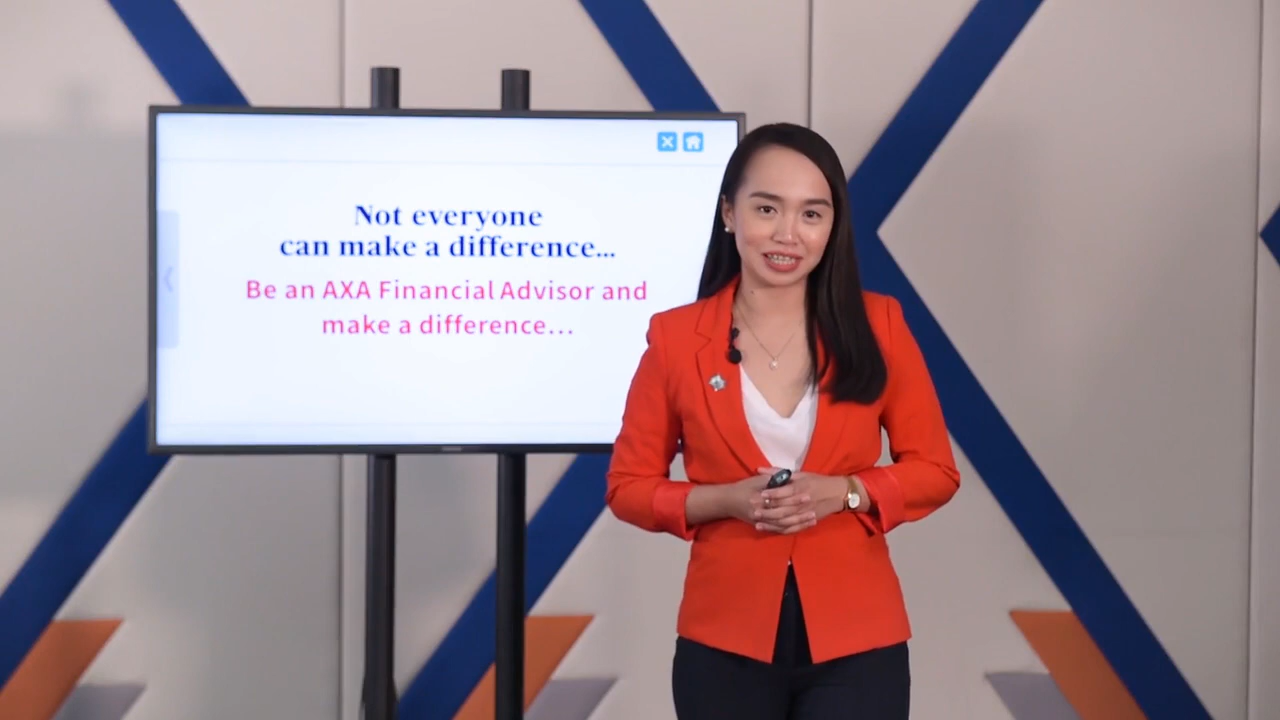 Not everyone
can make a difference...
Be an AXA Financial Advisor and
make a difference...